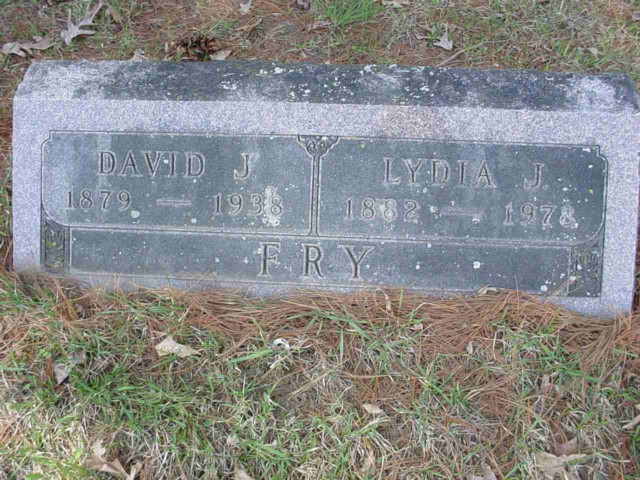 DAVID J.
1879 — 1938
LYDIA J.
1882 — 1978
FRY